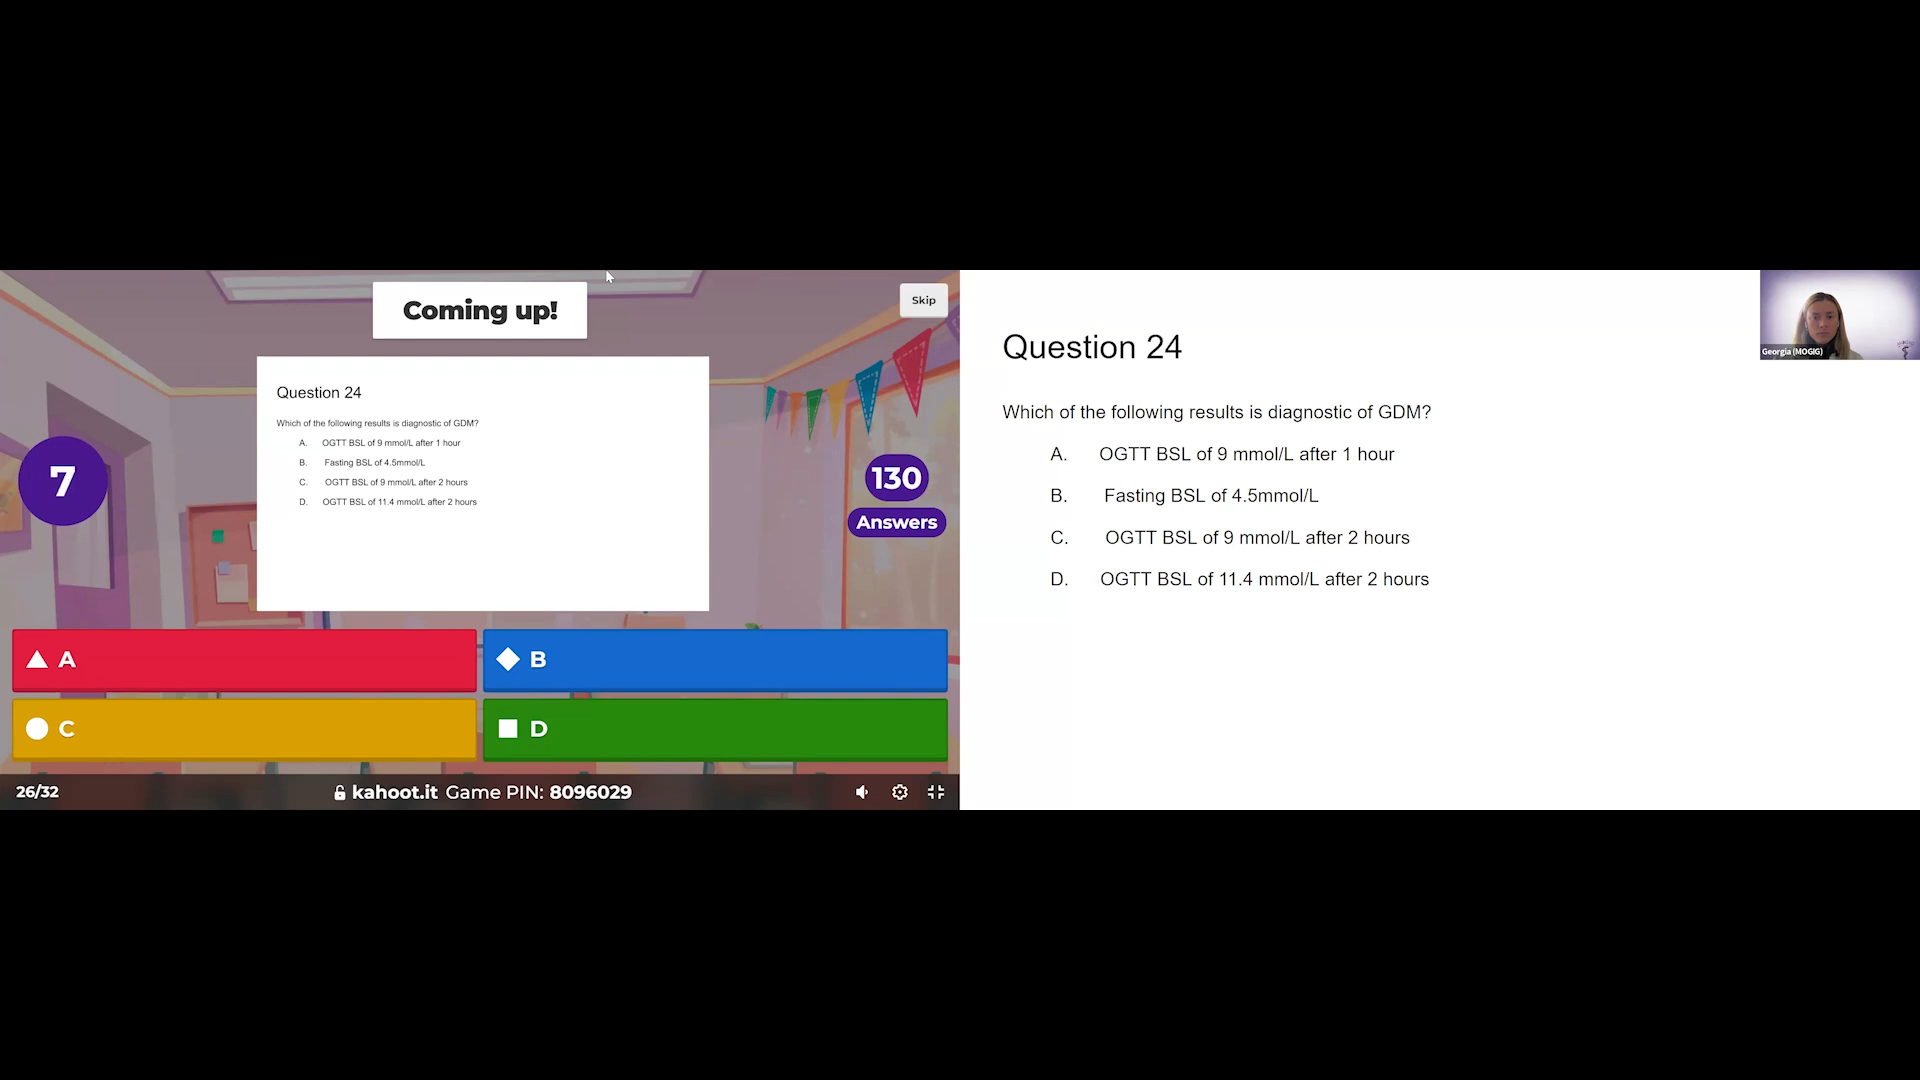 Coming up!
Skip
Question 24
Which of the following results is diagnostic of GDM?
A. OGTT BSL of 9 mmol/L after 1 hour
B. Fasting BSL of 4.5mmol/L
C. OGTT BSL of 9 mmol/L after 2 hours
D. OGTT BSL of 11.4 mmol/L after 2 hours
7
130
Answers
A
B
C
D
26/32
kahoot.it Game PIN: 8096029
Question 24
Which of the following results is diagnostic of GDM?
A. OGTT BSL of 9 mmol/L after 1 hour
B. Fasting BSL of 4.5mmol/L
C. OGTT BSL of 9 mmol/L after 2 hours
D. OGTT BSL of 11.4 mmol/L after 2 hours
Georgia (MOGIG)